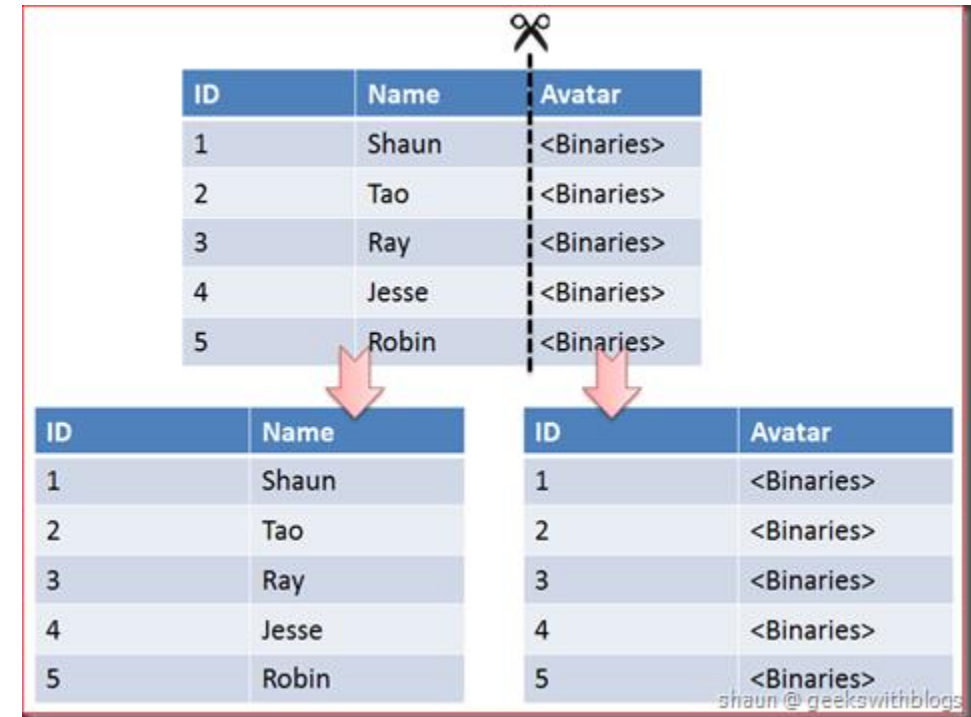 ID Name Avatar
1 Shaun <Binaries>
2 Tao <Binaries>
3 Ray <Binaries>
4 Jesse <Binaries>
5 Robin <Binaries>
ID Name
1 Shaun
2 Tao
3 Ray
4 Jesse
5 Robin
ID Avatar
1 <Binaries>
2 <Binaries>
3 <Binaries>
4 <Binaries>
5 <Binaries>
shaun @ geekswithblogs